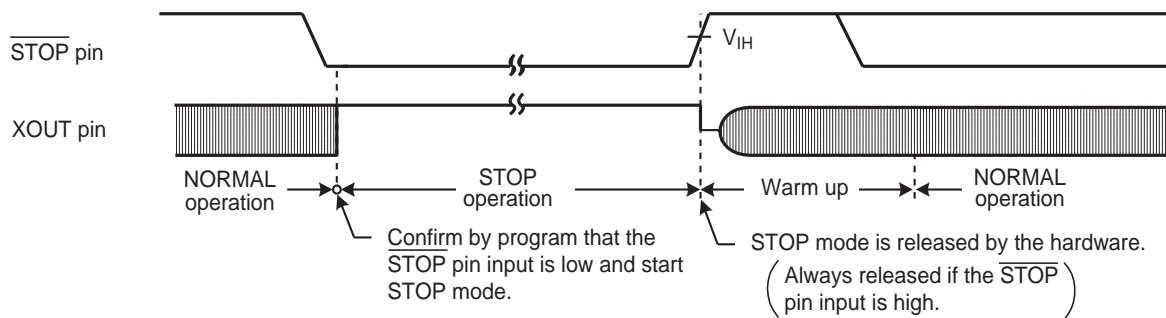 STOP pin
VIH
XOUT pin
NORMAL
operation
STOP
operation
Warm up
NORMAL
operation
Confirm by program that the
STOP pin input is low and start
STOP mode.
STOP mode is released by the hardware.
(Always released if the STOP
pin input is high.)